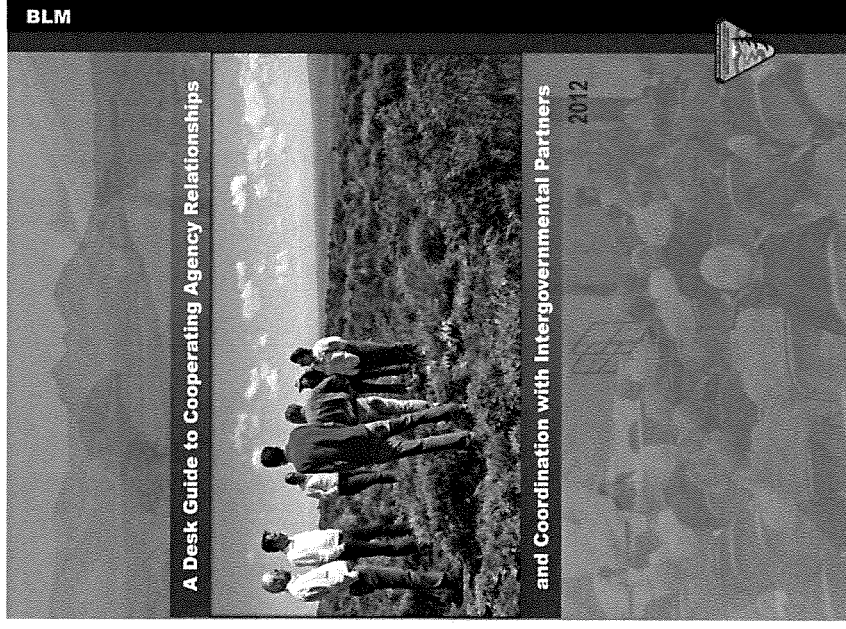 BLM
A Desk Guide to Cooperating Agency Relationships
and Coordination with Intergovernmental Partners
2012